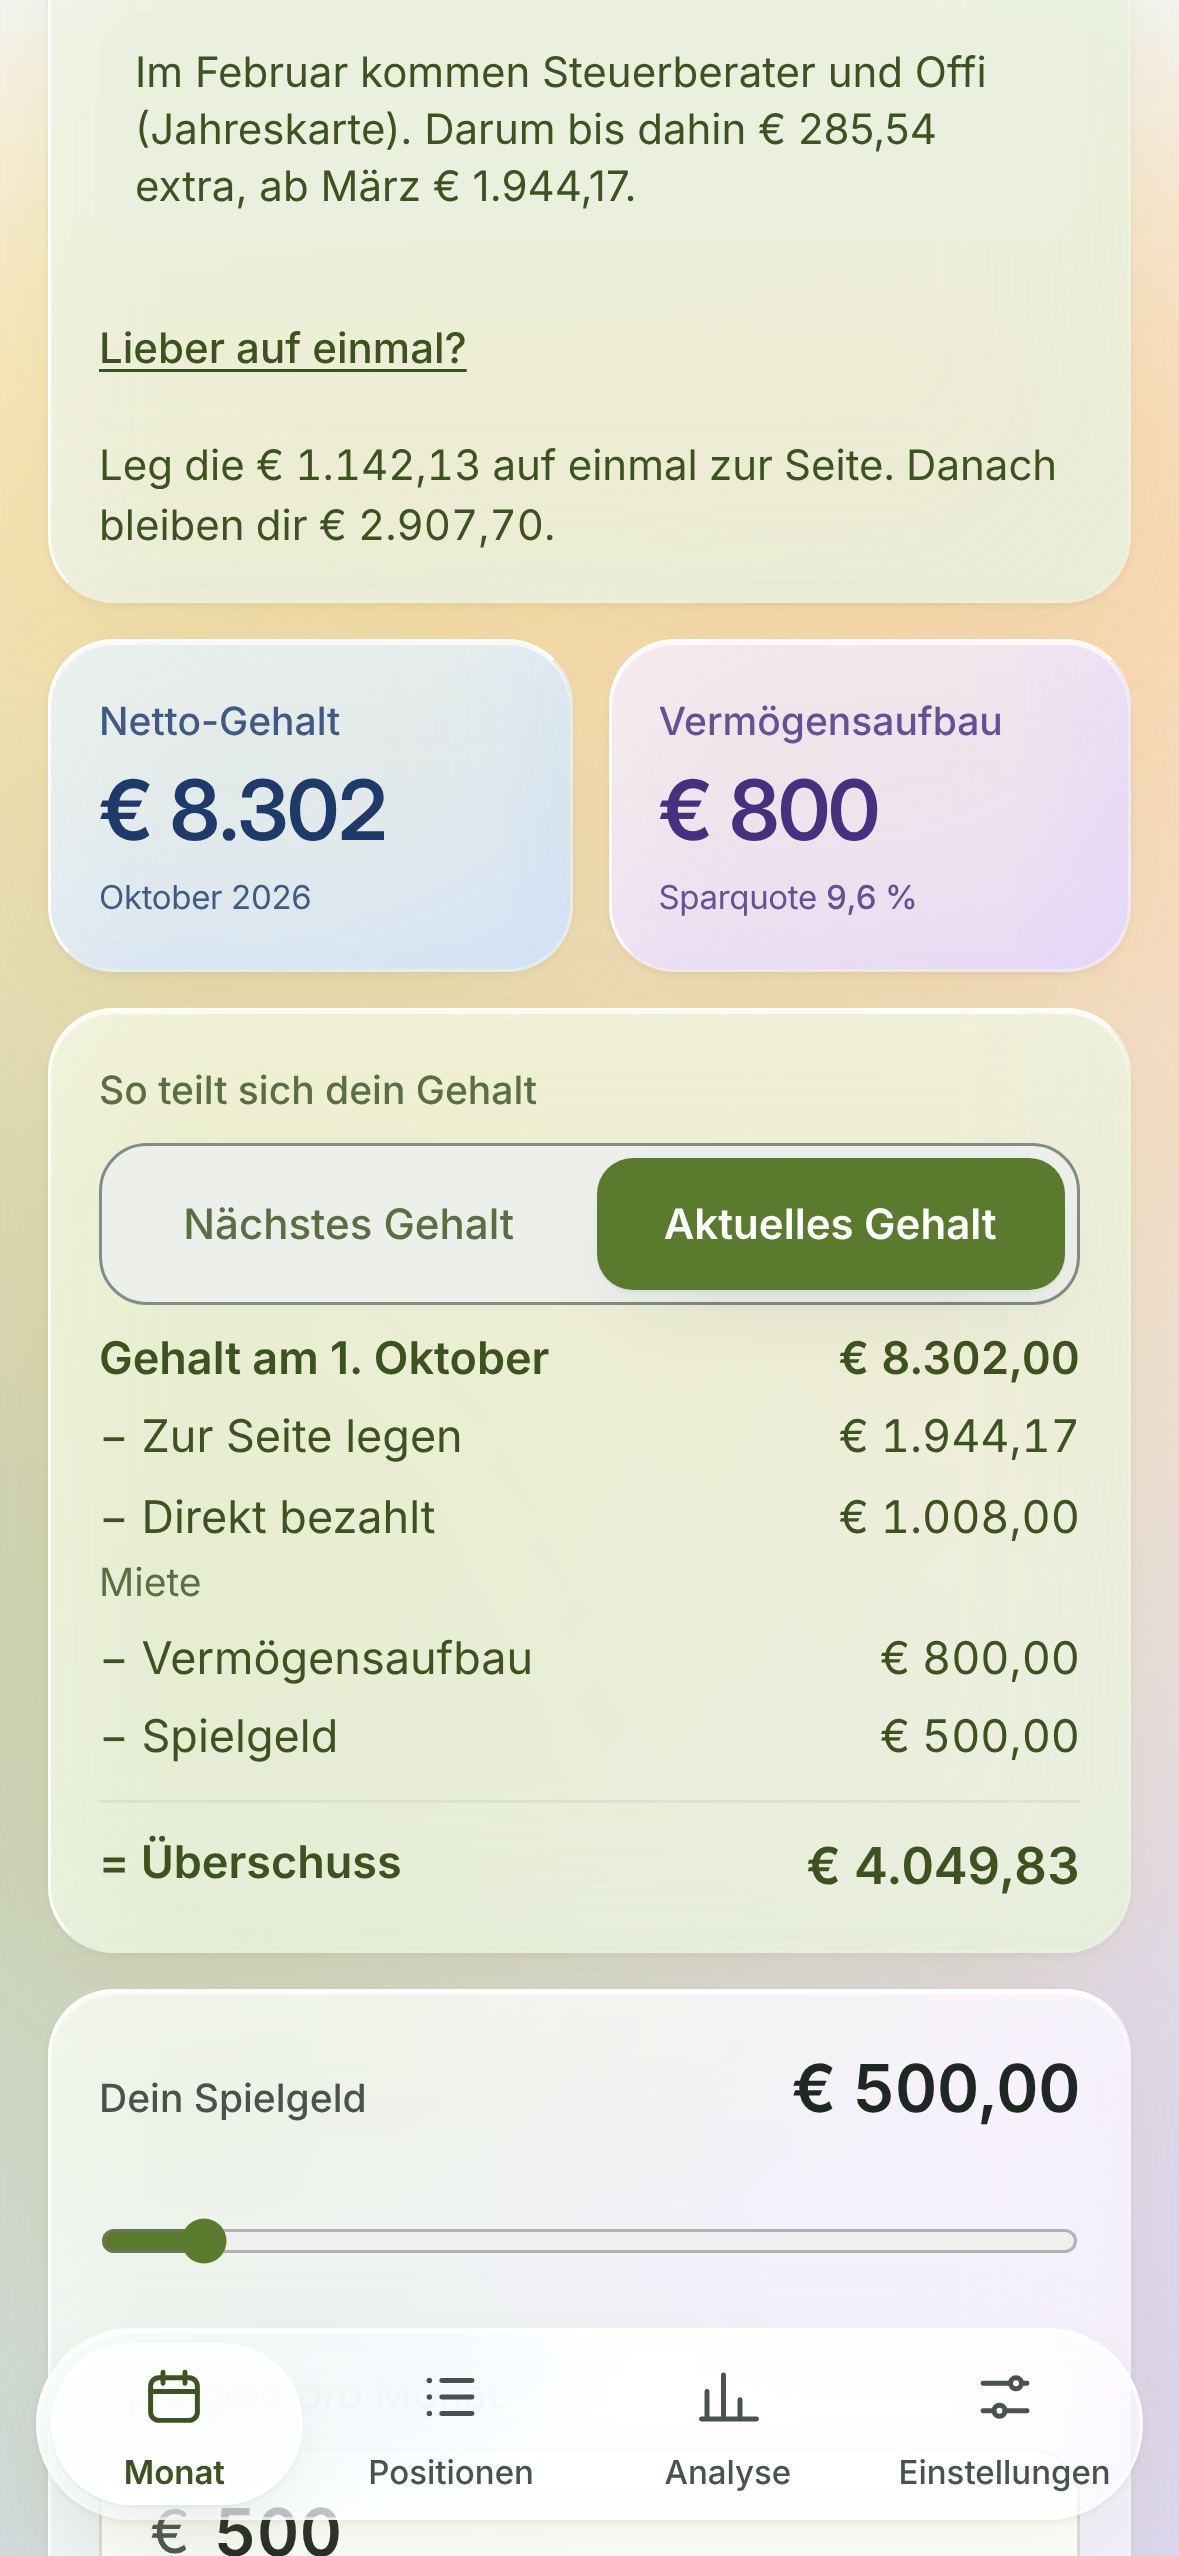 Im Februar kommen Steuerberater und Offi
(Jahreskarte). Darum bis dahin € 285,54
extra, ab März € 1.944,17.
Lieber auf einmal?
Leg die € 1.142,13 auf einmal zur Seite. Danach
bleiben dir € 2.907,70.
Netto-Gehalt
€ 8.302
Oktober 2026
Vermögensaufbau
€ 800
Sparquote 9,6 %
So teilt sich dein Gehalt
Nächstes Gehalt
Aktuelles Gehalt
Gehalt am 1. Oktober € 8.302,00
– Zur Seite legen € 1.944,17
– Direkt bezahlt € 1.008,00
Miete
– Vermögensaufbau € 800,00
– Spielgeld € 500,00
= Überschuss € 4.049,83
Dein Spielgeld € 500,00
pro Monat
Monat
Positionen
Analyse
Einstellungen
€ 500